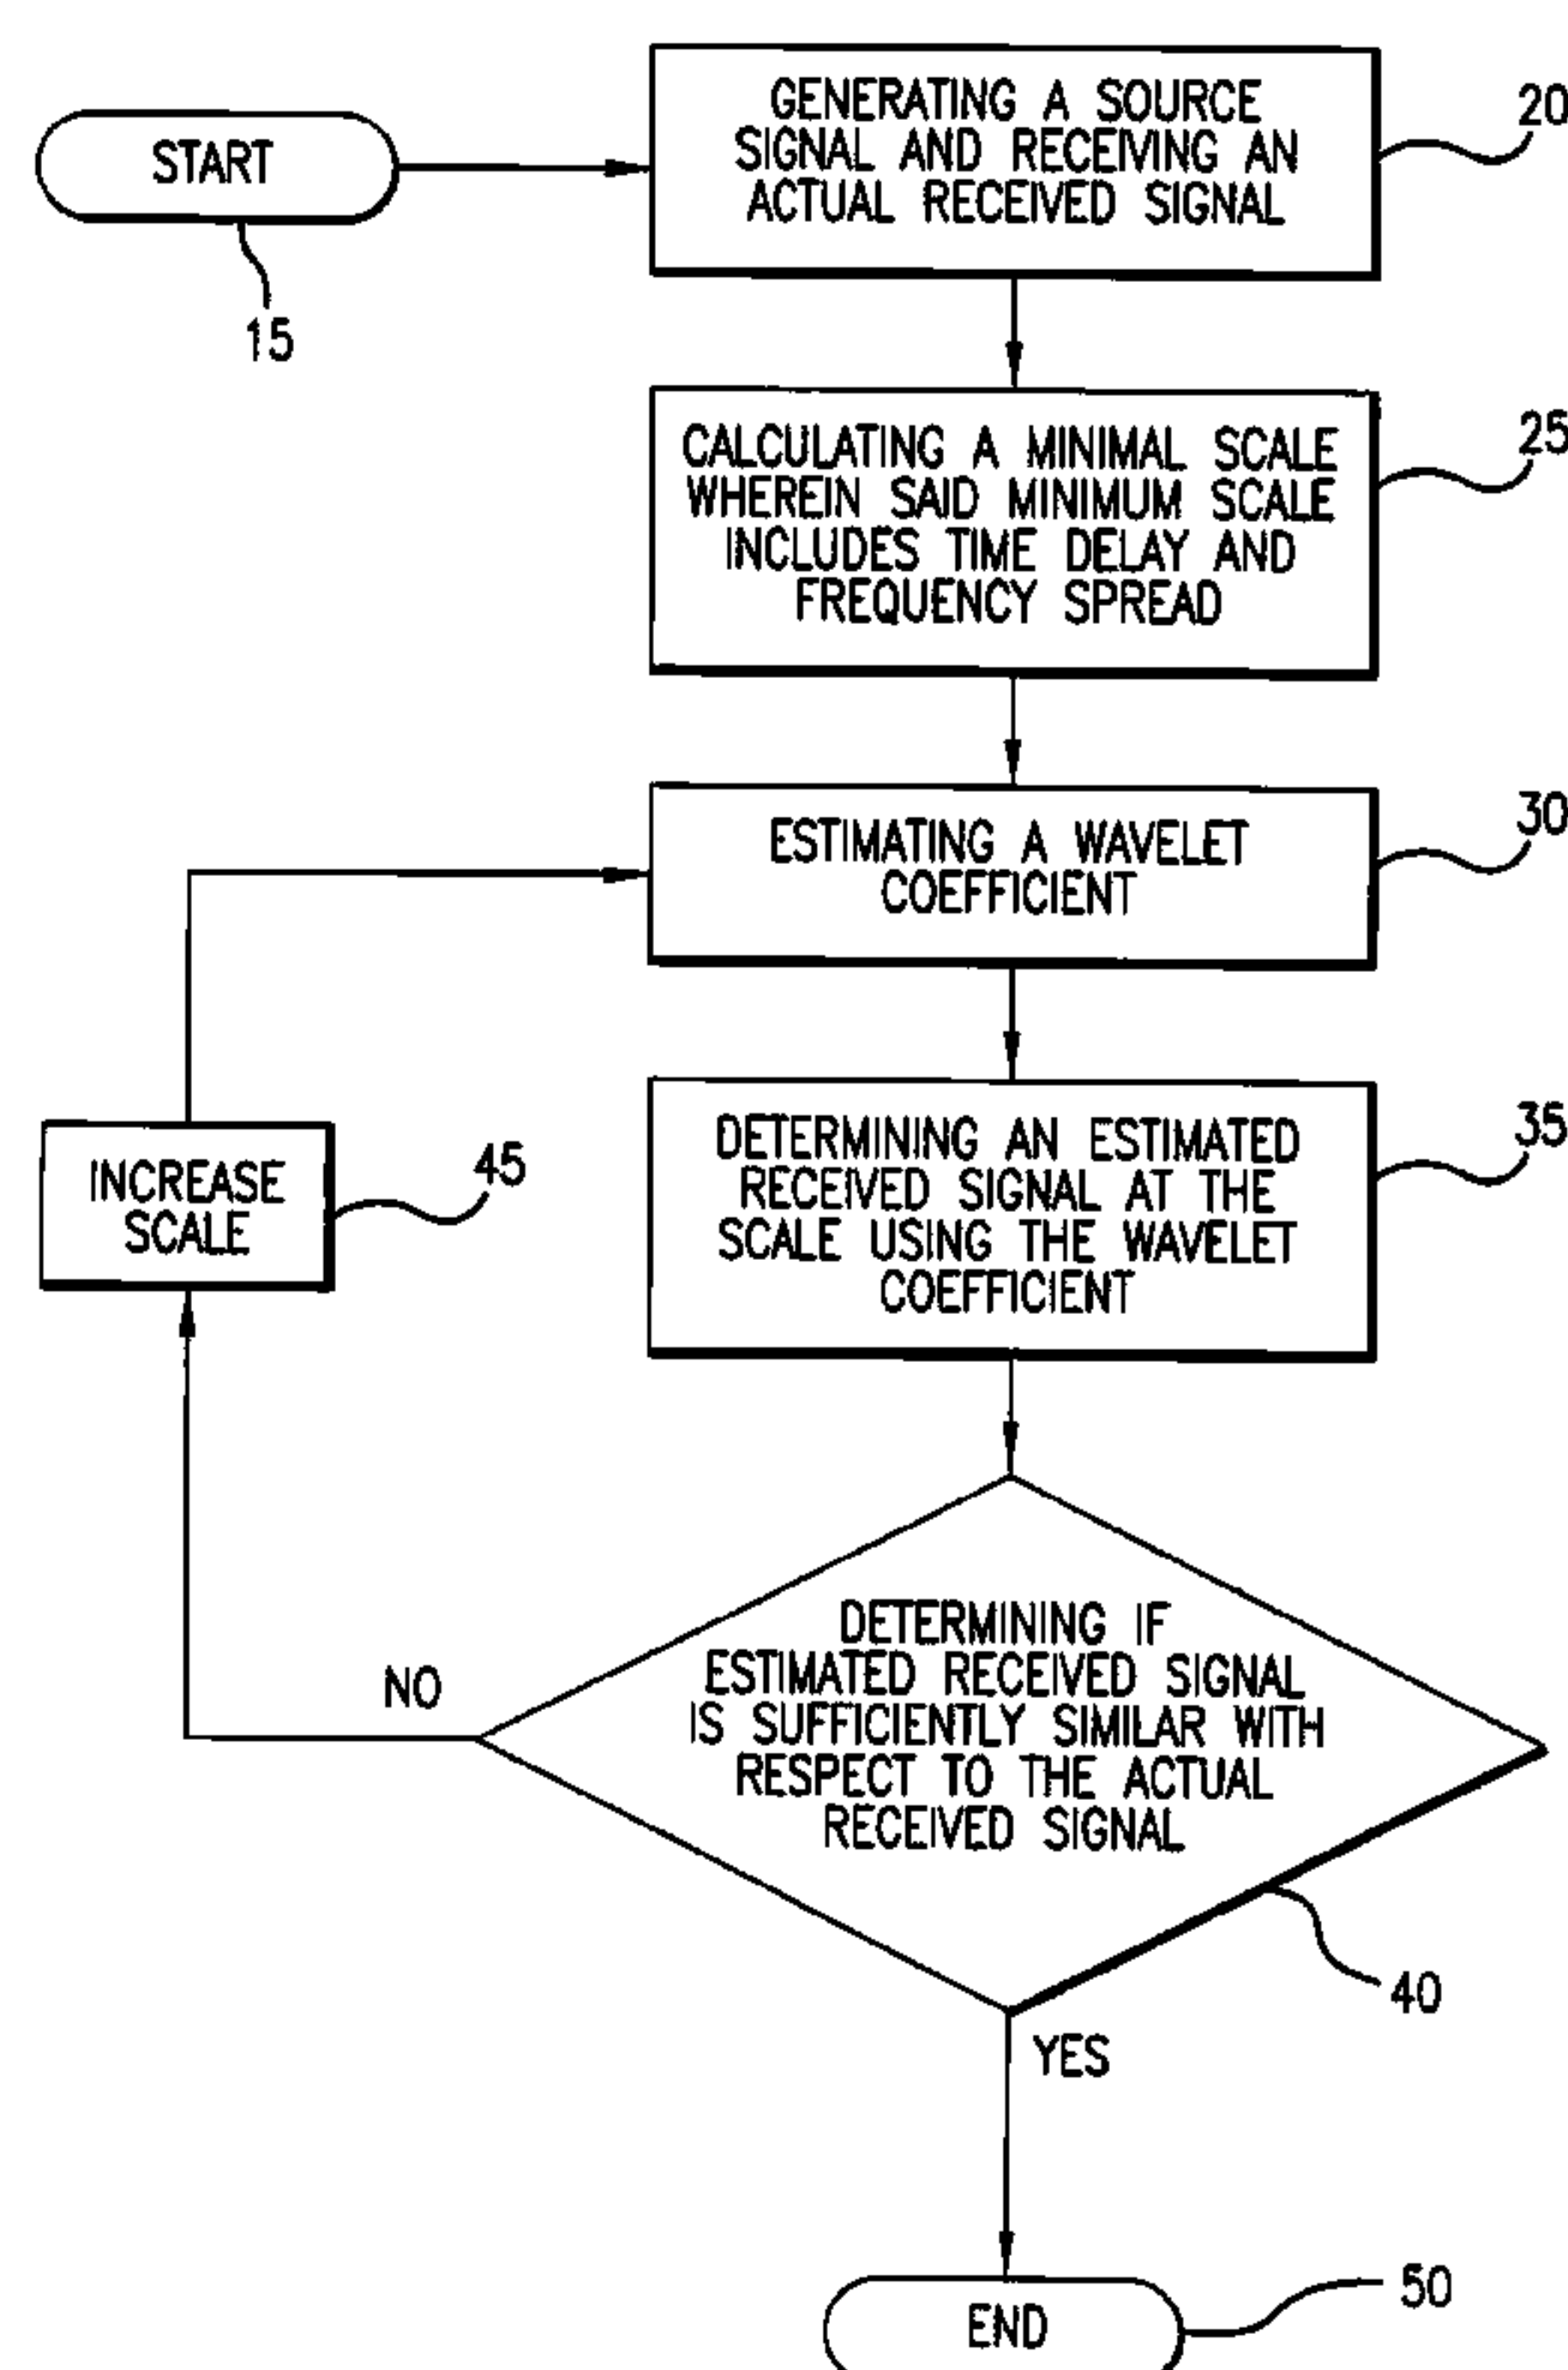 START
15
GENERATING A SOURCE
SIGNAL AND RECEIVING AN
ACTUAL RECEIVED SIGNAL
20
CALCULATING A MINIMAL SCALE
WHEREIN SAID MINIMUM SCALE
INCLUDES TIME DELAY AND
FREQUENCY SPREAD
25
ESTIMATING A WAVELET
COEFFICIENT
30
DETERMINING AN ESTIMATED
RECEIVED SIGNAL AT THE
SCALE USING THE WAVELET
COEFFICIENT
35
INCREASE
SCALE
45
DETERMINING IF
ESTIMATED RECEIVED SIGNAL
IS SUFFICIENTLY SIMILAR WITH
RESPECT TO THE ACTUAL
RECEIVED SIGNAL
NO
40
YES
END
50